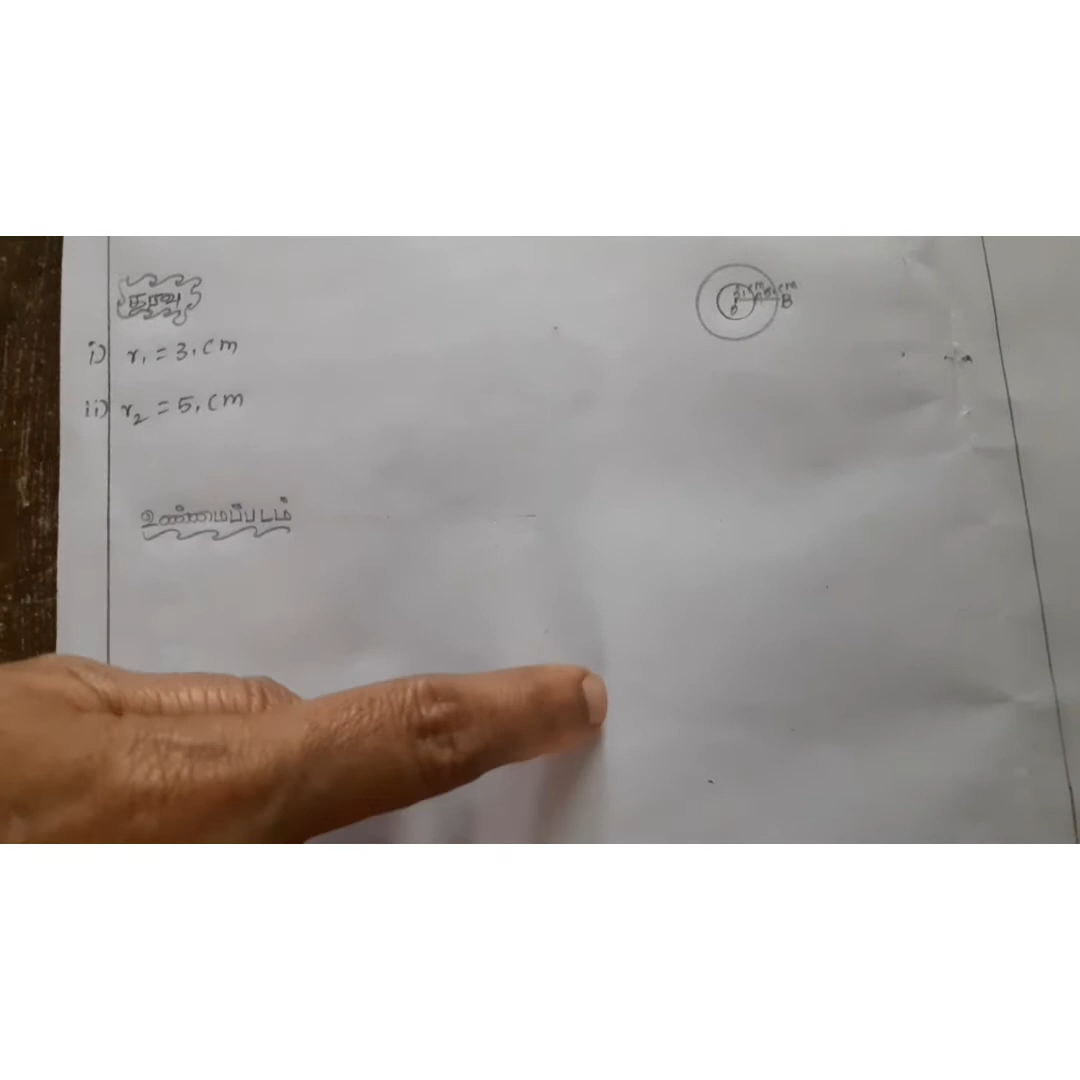 தரவு
i) r₁ = 3.cm
ii) r₂ = 5.cm
B
உண்மைப்படம்